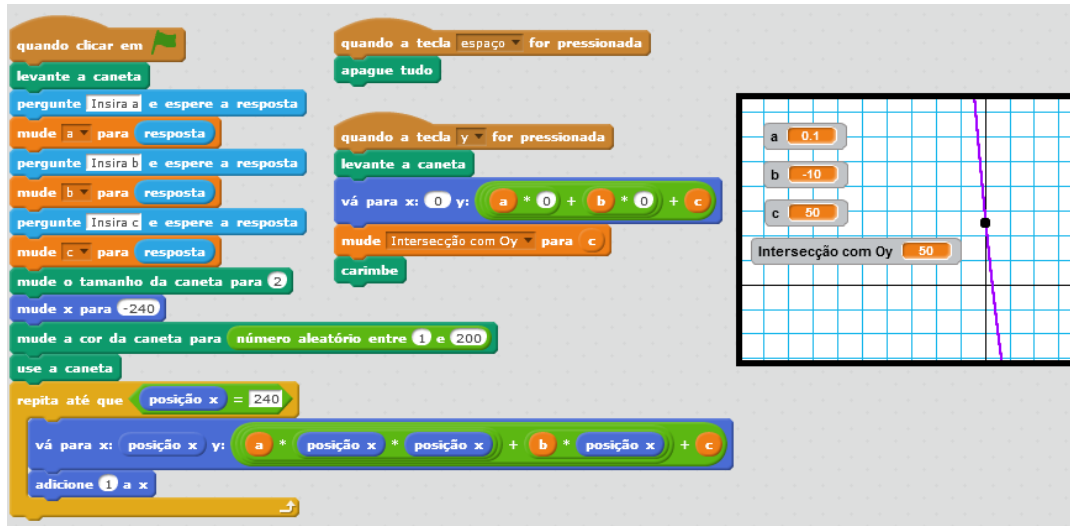 quando clicar em
levante a caneta
pergunte Insira a e espere a resposta
mude a para resposta
pergunte Insira b e espere a resposta
mude b para resposta
pergunte Insira c e espere a resposta
mude c para resposta
mude o tamanho da caneta para 2
mude x para -240
mude a cor da caneta para número aleatório entre 1 e 200
use a caneta
repita até que posição x = 240
vá para x: posição x y: a * posição x * posição x + b * posição x + c
adicione 1 a x
quando a tecla espaço for pressionada
apague tudo
quando a tecla y for pressionada
levante a caneta
vá para x: 0 y: a * 0 + b * 0 + c
mude Intersecção com Oy para c
carimbe
a 0.1
b -10
c 50
Intersecção com Oy 50